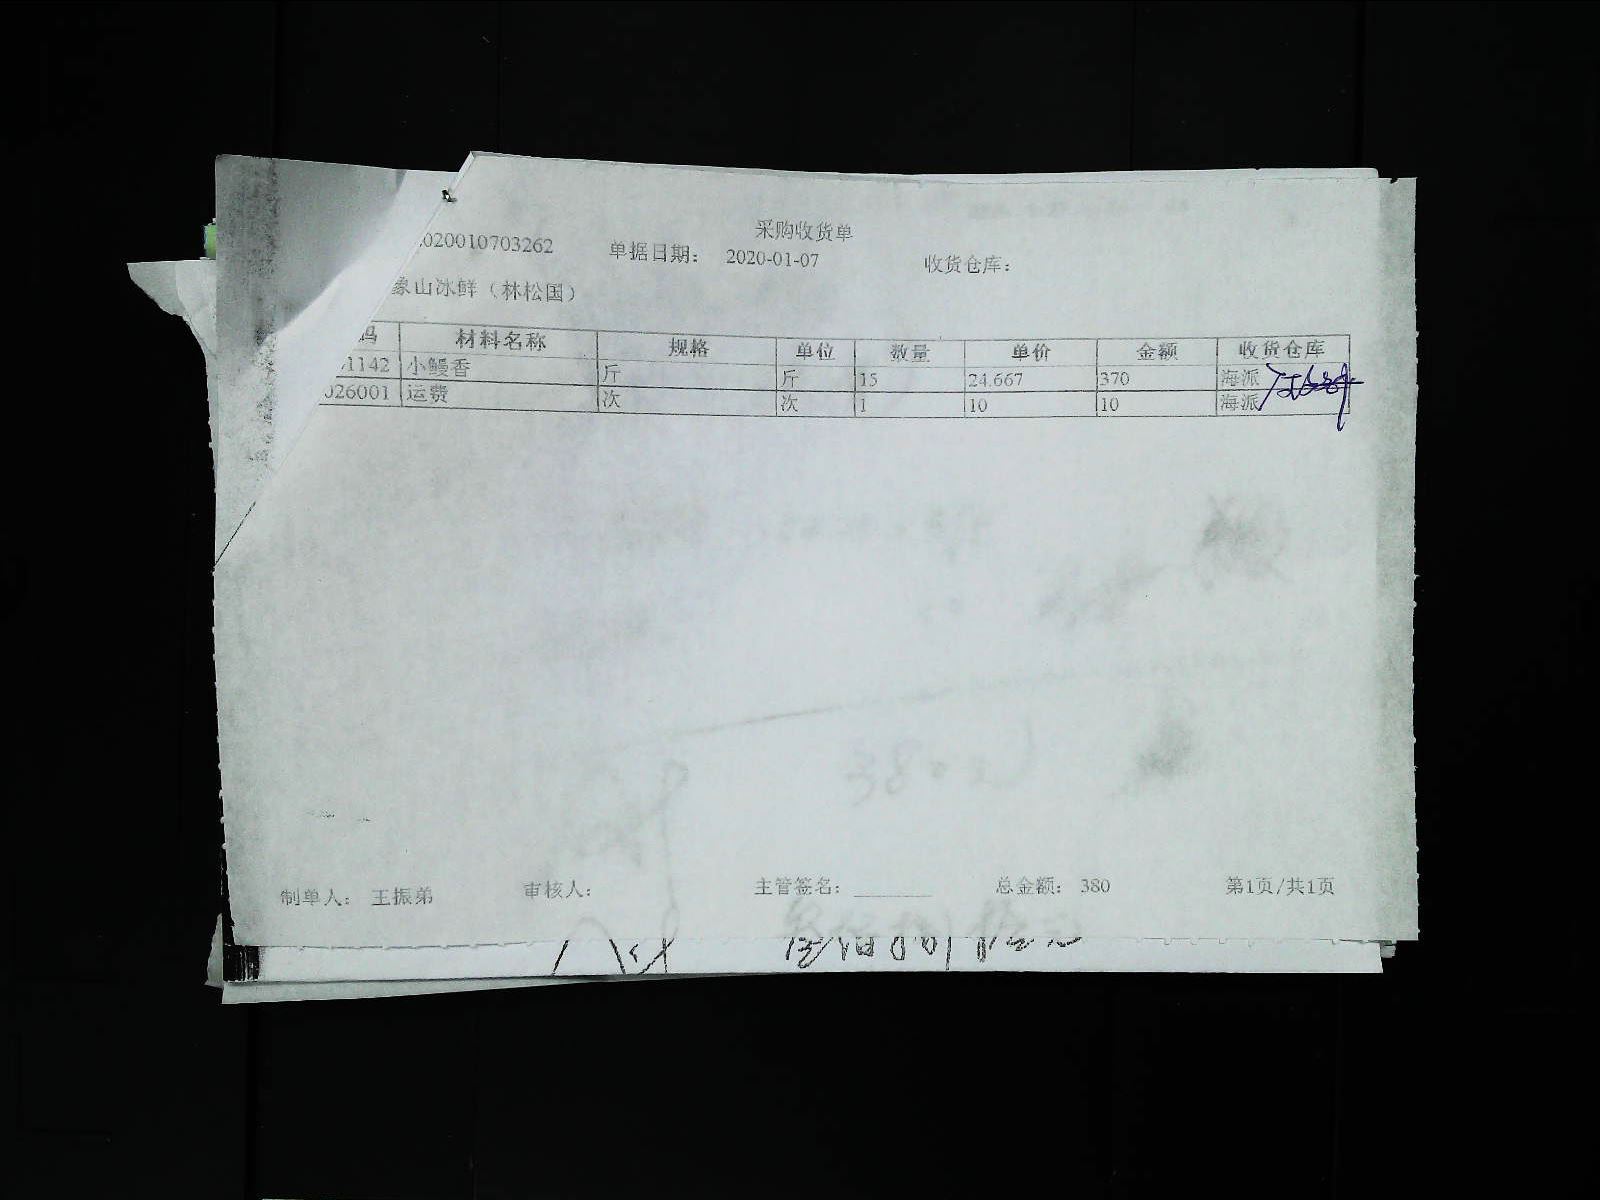 采购收货单
020010703262 单据日期： 2020-01-07 收货仓库：
象山冰鲜（林松国）
码 材料名称 规格 单位 数量 单价 金额 收货仓库
1142 小鳗香 斤 斤 15 24.667 370 海派
026001 运费 次 次 1 10 10 海派
制单人： 王振弟 审核人： 主管签名： 总金额： 380 第1页/共1页